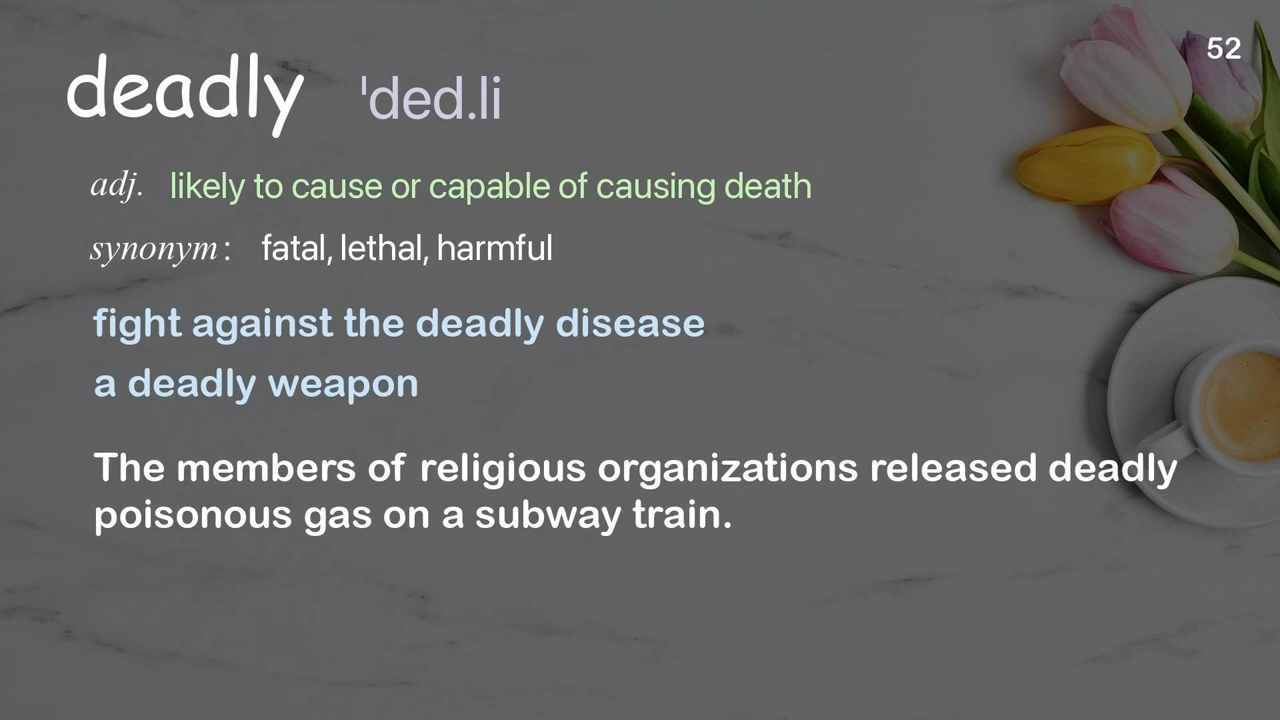 52
deadly ˈded.li
adj. likely to cause or capable of causing death
synonym: fatal, lethal, harmful
fight against the deadly disease
a deadly weapon
The members of religious organizations released deadly
poisonous gas on a subway train.